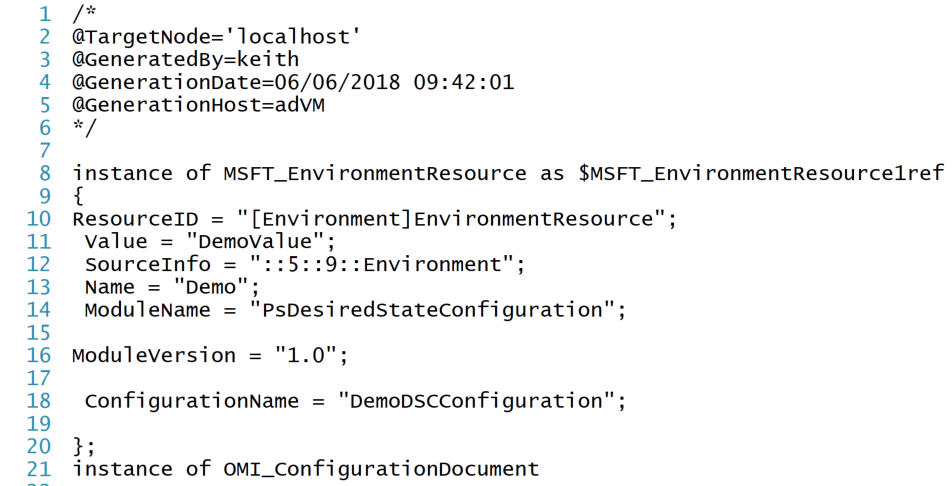 1 /*
2 @TargetNode='localhost'
3 @GeneratedBy=keith
4 @GenerationDate=06/06/2018 09:42:01
5 @GenerationHost=adVM
6 */
7
8 instance of MSFT_EnvironmentResource as $MSFT_EnvironmentResource1ref
9 {
10 ResourceID = "[Environment]EnvironmentResource";
11 Value = "DemoValue";
12 SourceInfo = "::5::9::Environment";
13 Name = "Demo";
14 ModuleName = "PsDesiredStateConfiguration";
15
16 ModuleVersion = "1.0";
17
18 ConfigurationName = "DemoDSCConfiguration";
19
20 };
21 instance of OMI_ConfigurationDocument